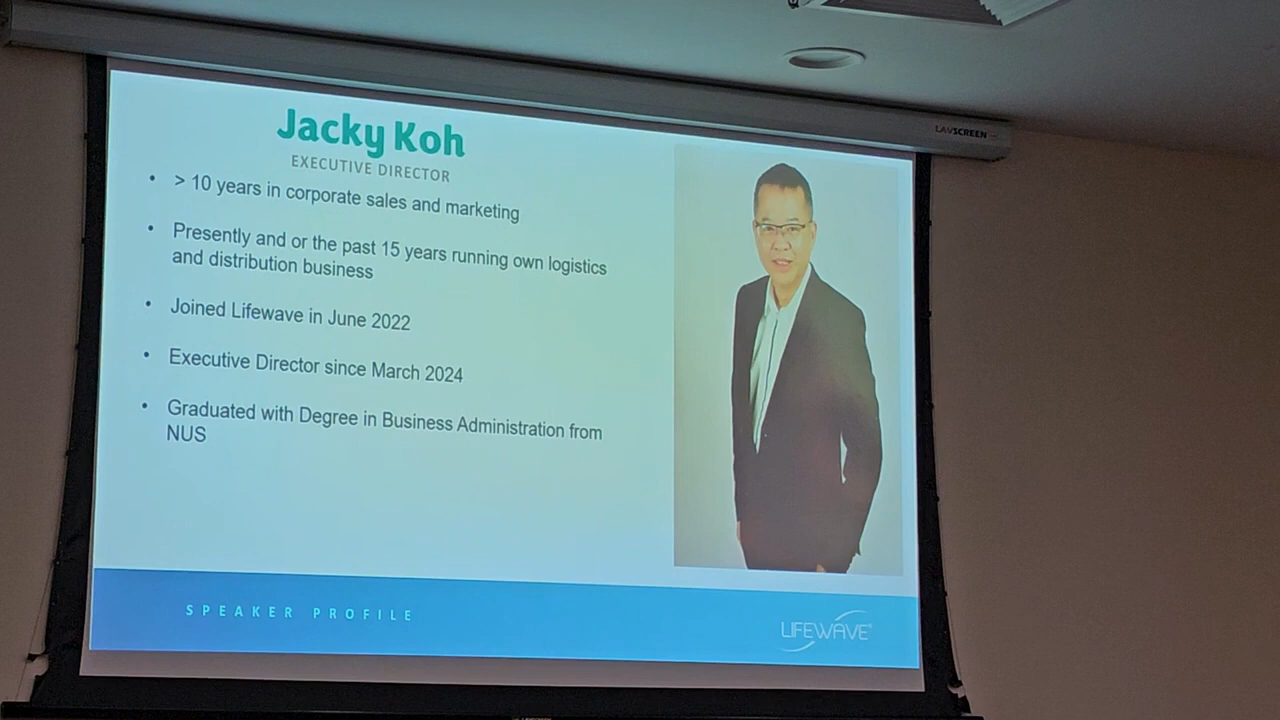 LAVSCREEN
Jacky Koh
EXECUTIVE DIRECTOR
• > 10 years in corporate sales and marketing
• Presently and or the past 15 years running own logistics
and distribution business
• Joined Lifewave in June 2022
• Executive Director since March 2024
• Graduated with Degree in Business Administration from
NUS
SPEAKER PROFILE
LIFEWAVE®